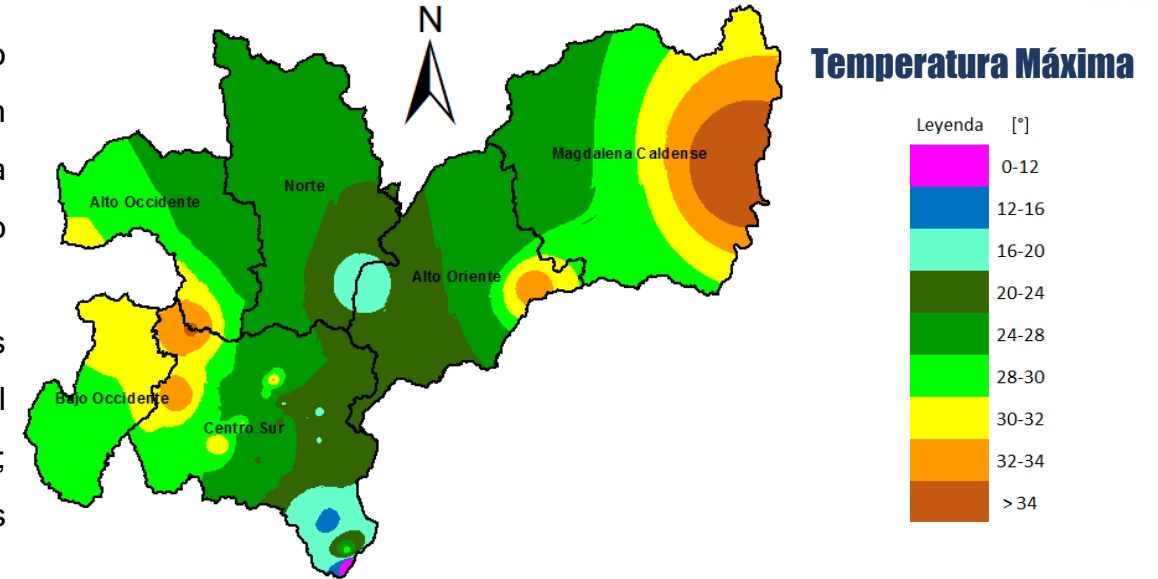 N
Temperatura Máxima
Leyenda [°]
0-12
12-16
16-20
20-24
24-28
28-30
30-32
32-34
> 34
Magdalena Caldense
Norte
Alto Occidente
Alto Oriente
Bajo Occidente
Centro Sur
o
n
a
o
s
l
;
s